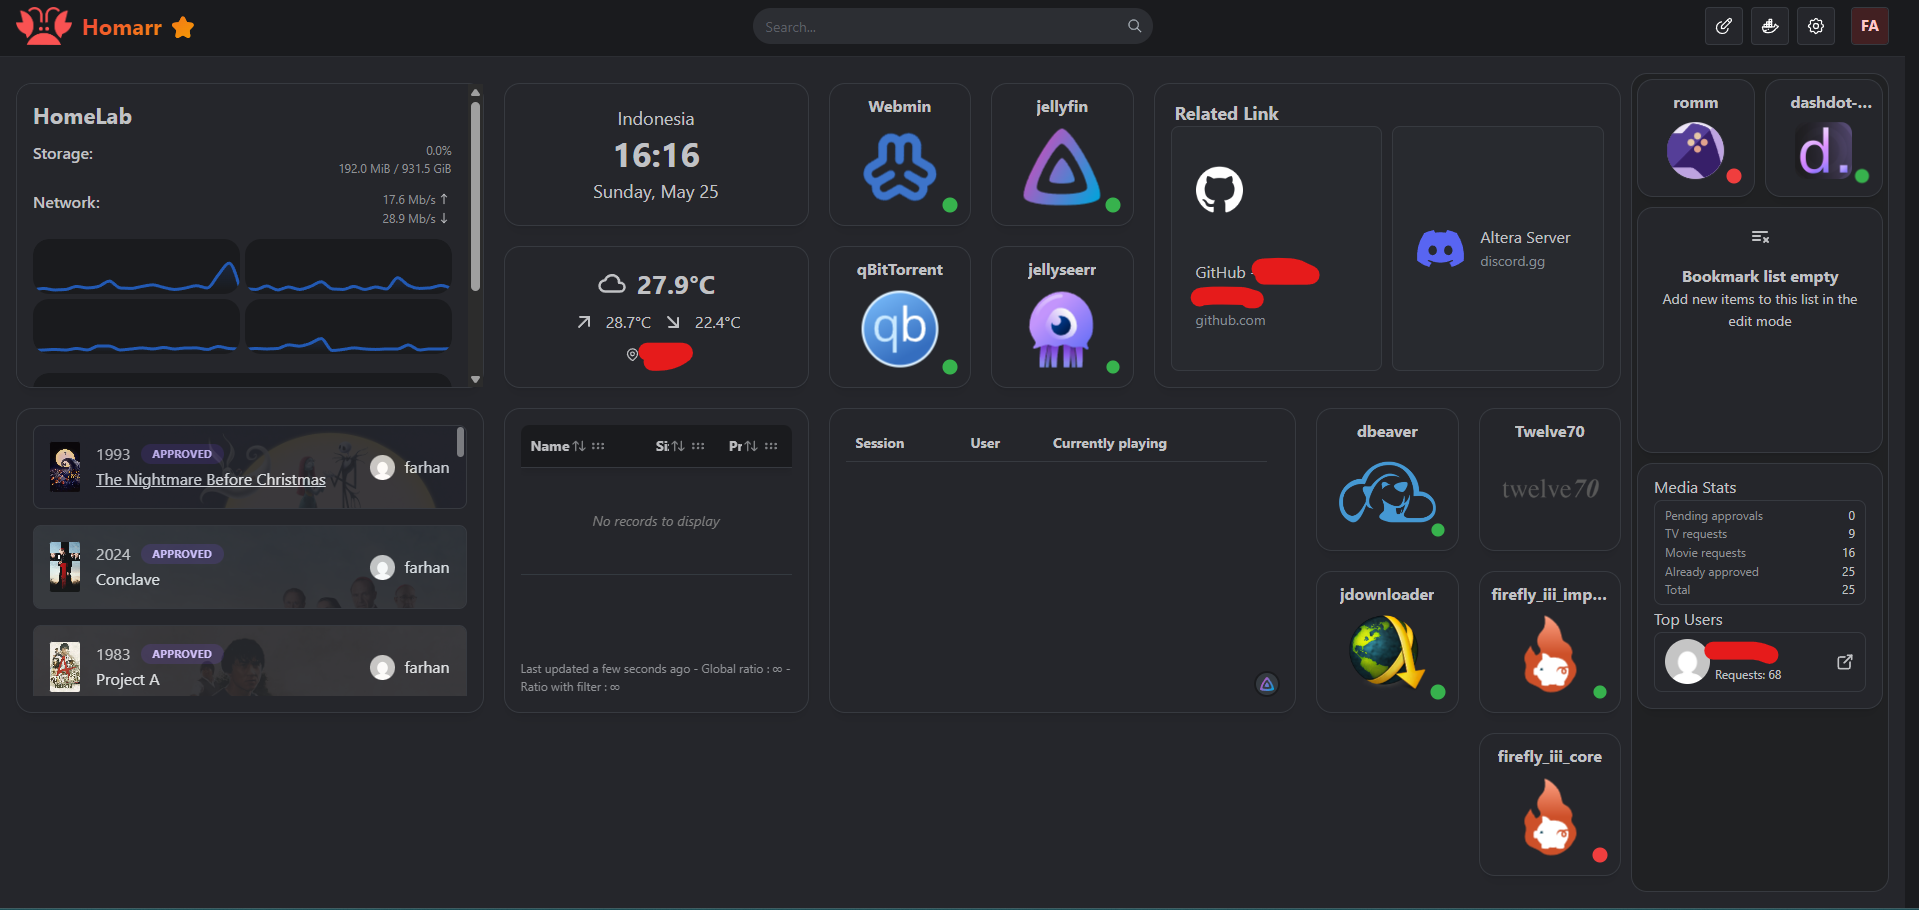 Homarr
Search...
FA
HomeLab
Storage:
0.0%
192.0 MiB / 931.5 GiB
Network:
17.6 Mb/s ↑
28.9 Mb/s ↓
Indonesia
16:16
Sunday, May 25
27.9°C
28.7°C
22.4°C
Webmin
jellyfin
qBitTorrent
qb
jellyseerr
Related Link
GitHub -
github.com
Altera Server
discord.gg
romm
dashdot-...
d.
Bookmark list empty
Add new items to this list in the
edit mode
1993 APPROVED
The Nightmare Before Christmas
farhan
2024 APPROVED
Conclave
farhan
1983 APPROVED
Project A
farhan
Name
Si
Pr
No records to display
Last updated a few seconds ago - Global ratio : ∞ -
Ratio with filter : ∞
Session User Currently playing
dbeaver
Twelve70
twelve70
jdownloader
firefly_iii_imp...
firefly_iii_core
Media Stats
Pending approvals 0
TV requests 9
Movie requests 16
Already approved 25
Total 25
Top Users
Requests: 68